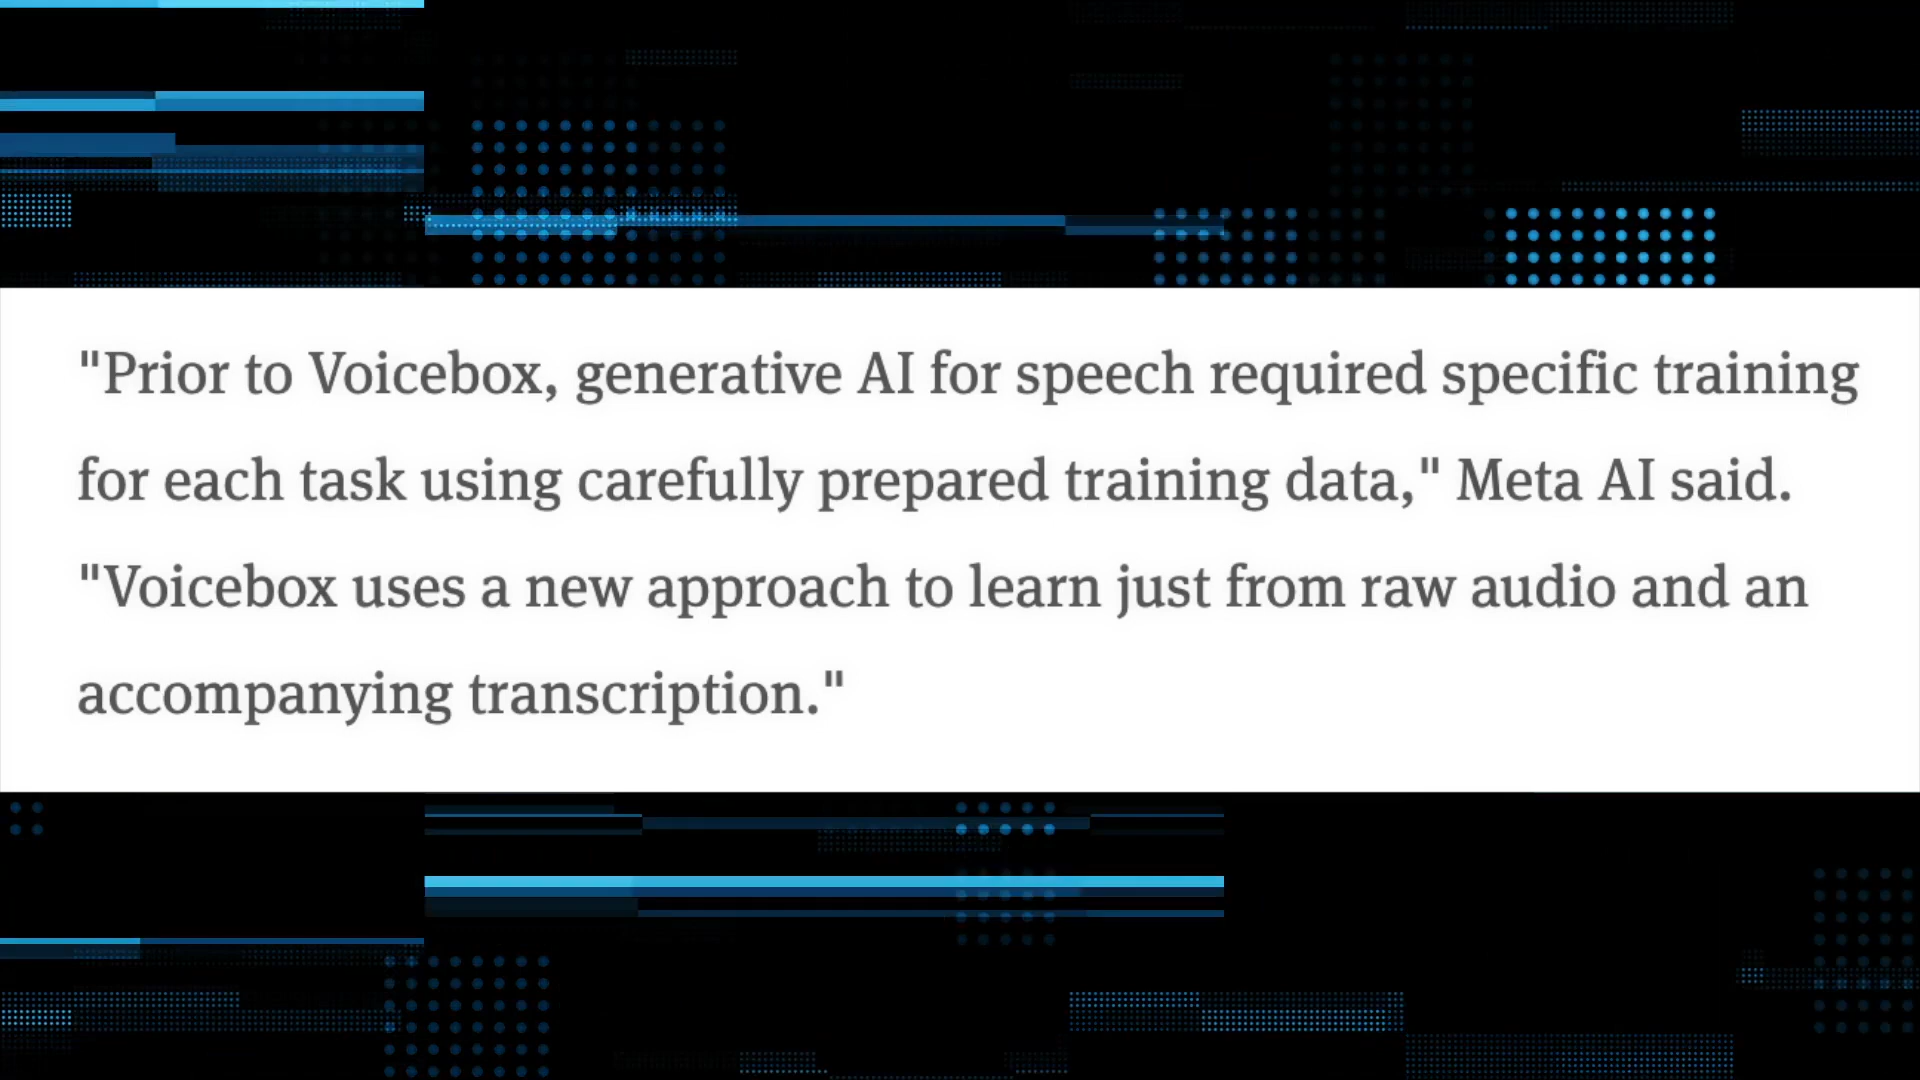 "Prior to Voicebox, generative AI for speech required specific training
for each task using carefully prepared training data," Meta AI said.
"Voicebox uses a new approach to learn just from raw audio and an
accompanying transcription."